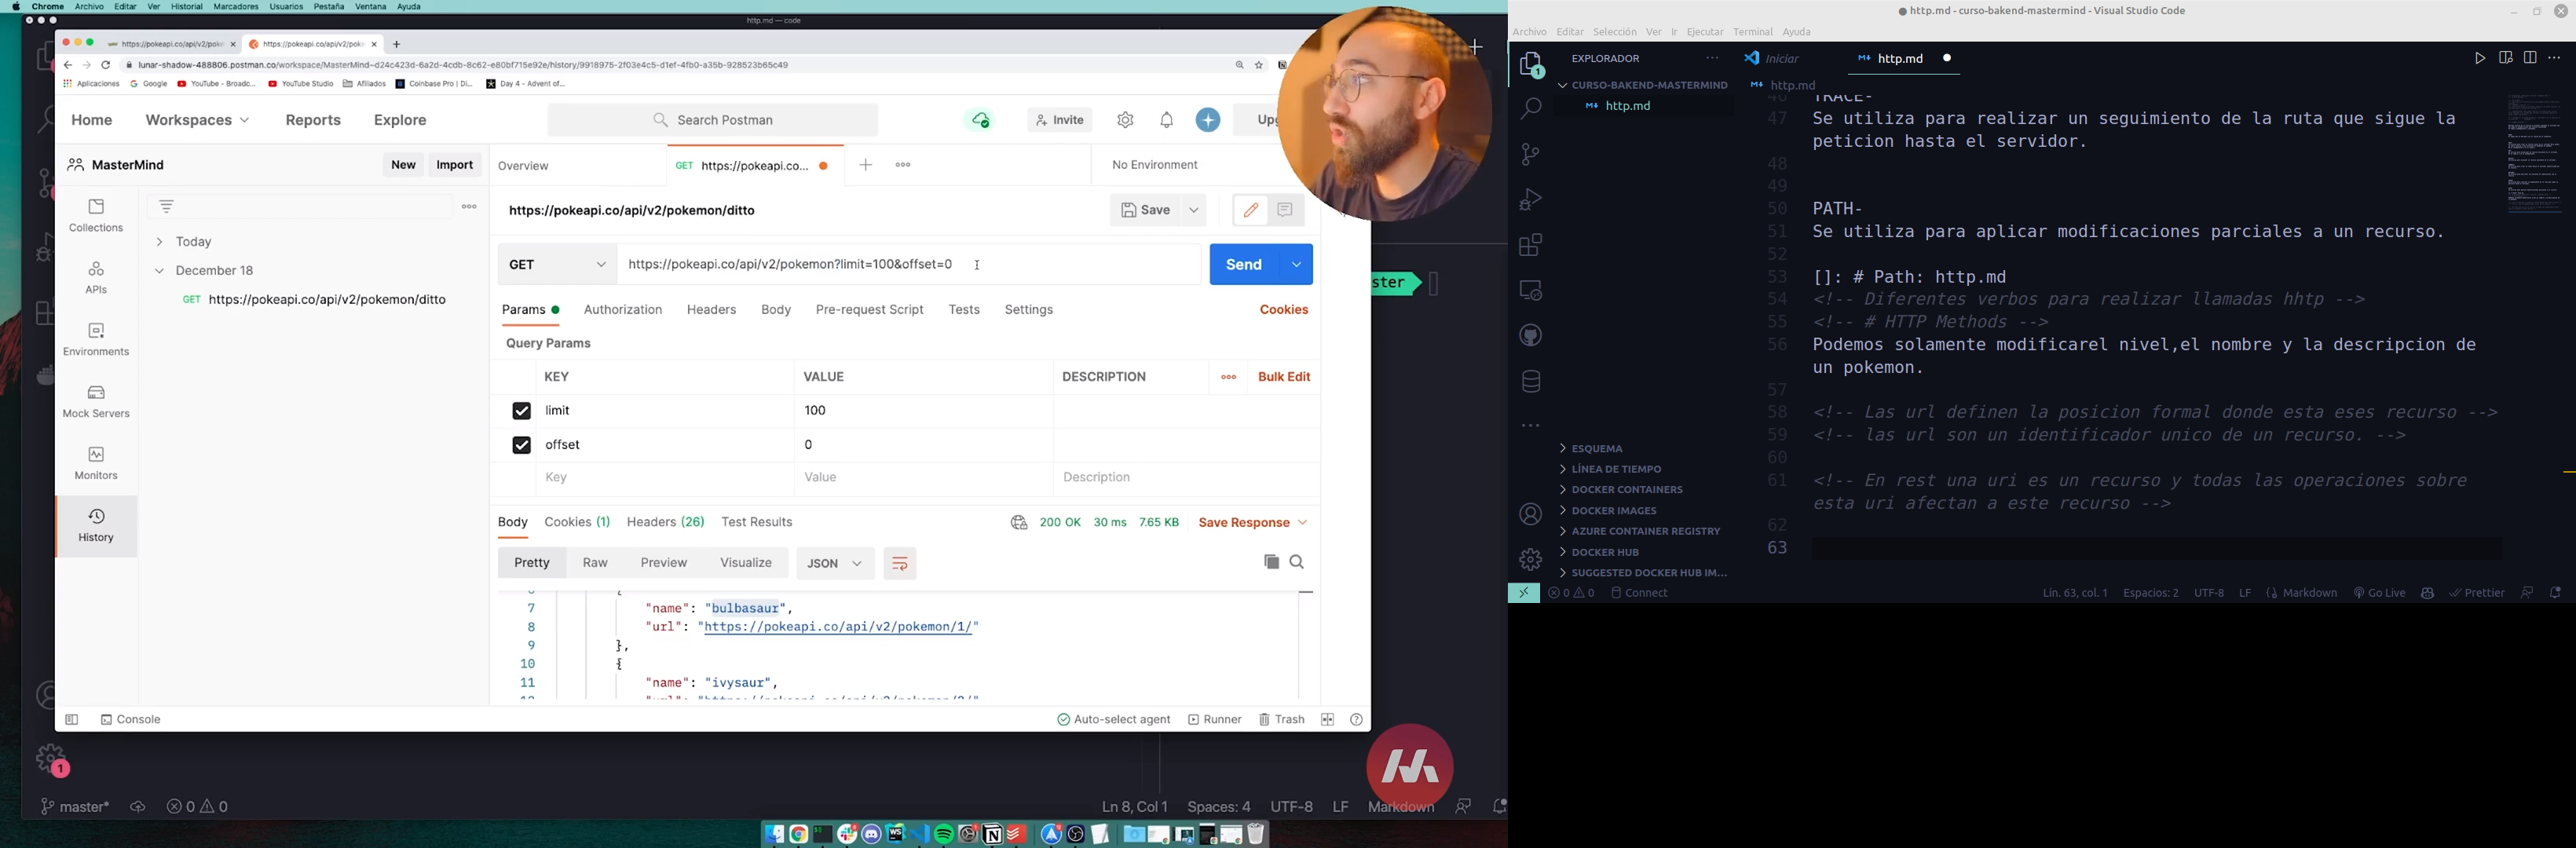 Chrome Archivo Editar Ver Historial Marcadores Usuarios Pestaña Ventana Ayuda
http.md — code
https://pokeapi.co/api/v2/poke
https://pokeapi.co/api/v2/poke
lunar-shadow-488806.postman.co/workspace/MasterMind~d24c423d-6a2d-4cdb-8c62-e80bf715e92e/history/9918975-2f03e4c5-d1ef-4fb0-a35b-928523b65c49
Aplicaciones Google YouTube - Broadc... YouTube Studio Afiliados Coinbase Pro | Di... Day 4 - Advent of...
Home Workspaces Reports Explore
Search Postman
Invite
Upg
MasterMind New Import
Overview GET https://pokeapi.co... No Environment
Collections
APIs
Environments
Mock Servers
Monitors
History
Today
December 18
GET https://pokeapi.co/api/v2/pokemon/ditto
https://pokeapi.co/api/v2/pokemon/ditto Save
GET https://pokeapi.co/api/v2/pokemon?limit=100&offset=0 Send
Params Authorization Headers Body Pre-request Script Tests Settings Cookies
Query Params
KEY VALUE DESCRIPTION Bulk Edit
limit 100
offset 0
Key Value Description
Body Cookies (1) Headers (26) Test Results 200 OK 30 ms 7.65 KB Save Response
Pretty Raw Preview Visualize JSON
7 "name": "bulbasaur",
8 "url": "https://pokeapi.co/api/v2/pokemon/1/"
9 },
10 {
11 "name": "ivysaur",
Console Auto-select agent Runner Trash
ster
1
master* 0 0
Ln 8, Col 1 Spaces: 4 UTF-8 LF Markdown
http.md - curso-bakend-mastermind - Visual Studio Code
Archivo Editar Selección Ver Ir Ejecutar Terminal Ayuda
1
EXPLORADOR
CURSO-BAKEND-MASTERMIND
http.md
Iniciar http.md
http.md
46 TRACE-
47 Se utiliza para realizar un seguimiento de la ruta que sigue la
peticion hasta el servidor.
48
49
50 PATH-
51 Se utiliza para aplicar modificaciones parciales a un recurso.
52
53 []: # Path: http.md
54 <!-- Diferentes verbos para realizar llamadas hhtp -->
55 <!-- # HTTP Methods -->
56 Podemos solamente modificarel nivel,el nombre y la descripcion de
un pokemon.
57
58 <!-- Las url definen la posicion formal donde esta eses recurso -->
59 <!-- las url son un identificador unico de un recurso. -->
60
61 <!-- En rest una uri es un recurso y todas las operaciones sobre
esta uri afectan a este recurso -->
62
63
ESQUEMA
LÍNEA DE TIEMPO
DOCKER CONTAINERS
DOCKER IMAGES
AZURE CONTAINER REGISTRY
DOCKER HUB
SUGGESTED DOCKER HUB IM...
0 0 Connect
Lín. 63, col. 1 Espacios: 2 UTF-8 LF Markdown Go Live Prettier